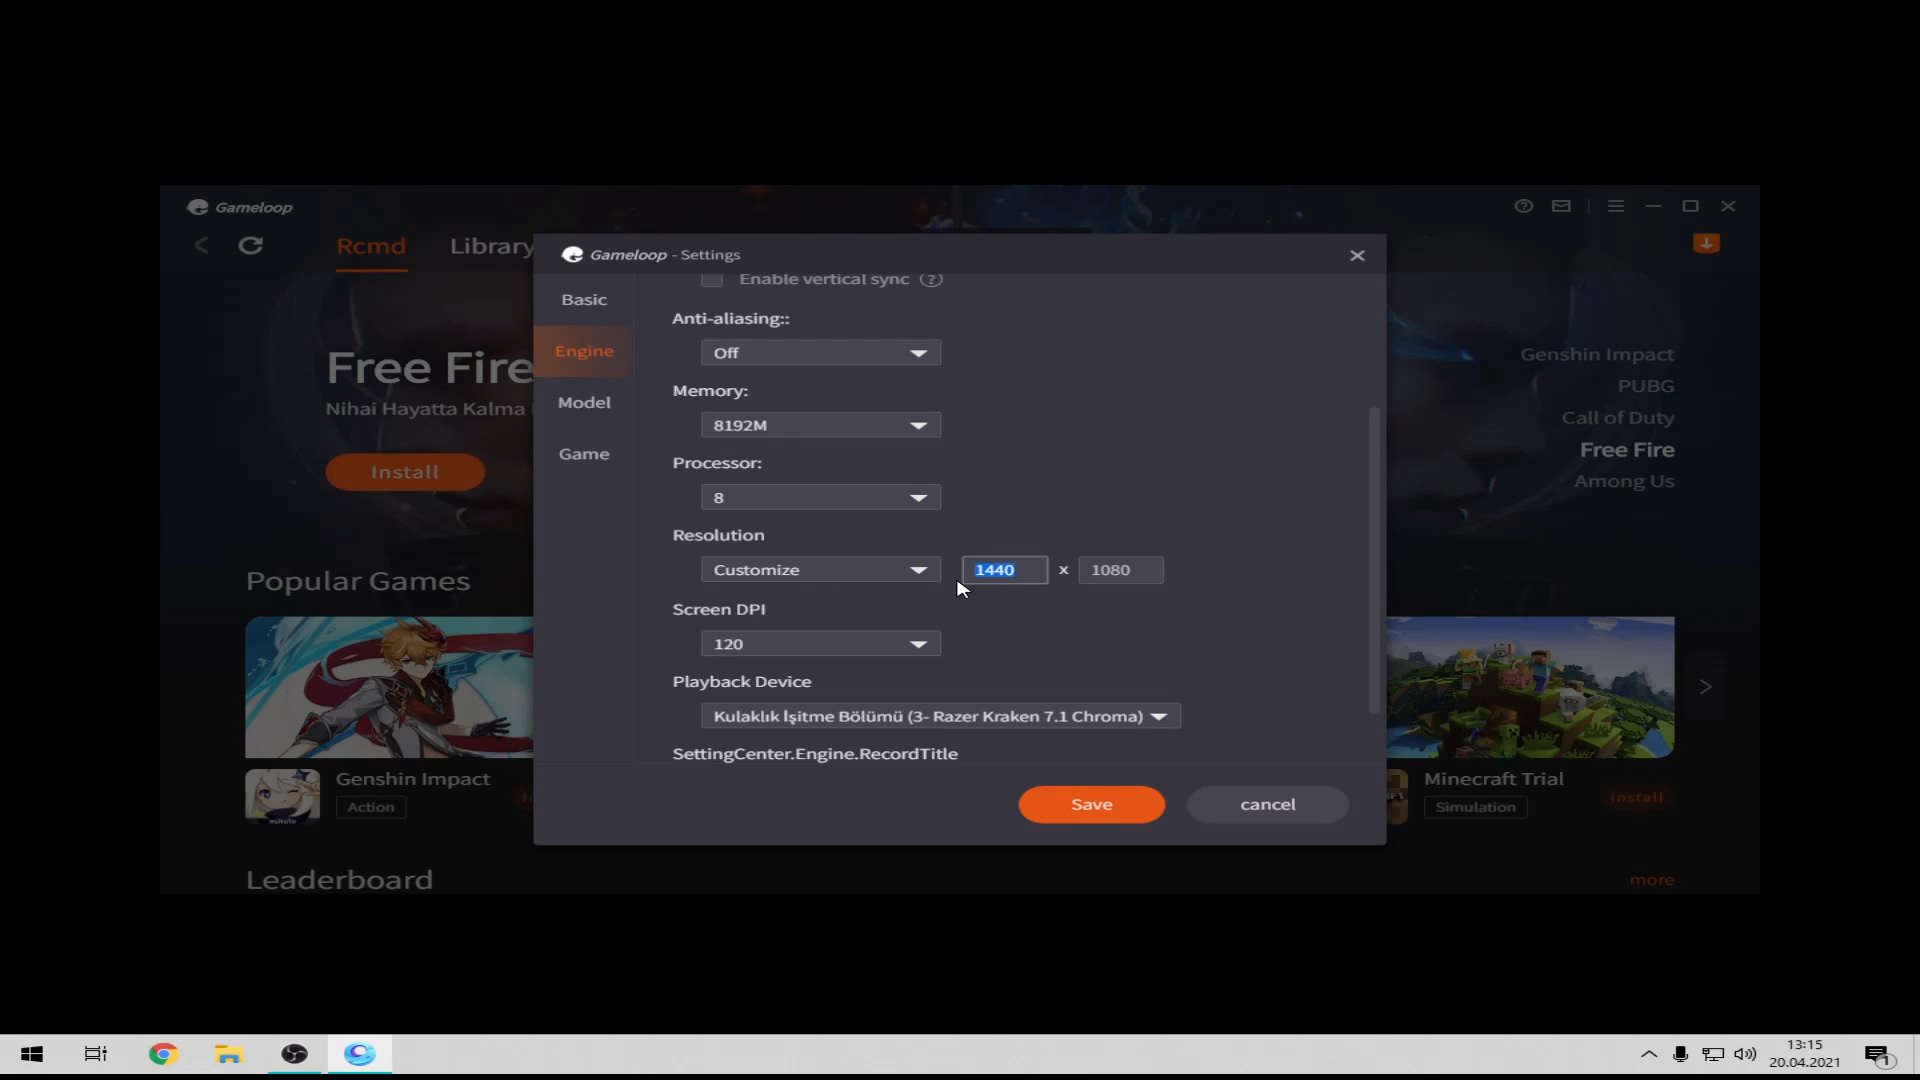 Gameloop
Rcmd
Library
Free Fire
Nihai Hayatta Kalma
Install
Popular Games
Genshin Impact
Action
Leaderboard
Gameloop - Settings
Basic
Engine
Model
Game
Enable vertical sync ?
Anti-aliasing::
Off
Memory:
8192M
Processor:
8
Resolution
Customize 1440 x 1080
Screen DPI
120
Playback Device
Kulaklık İşitme Bölümü (3- Razer Kraken 7.1 Chroma)
SettingCenter.Engine.RecordTitle
Save
cancel
Genshin Impact
PUBG
Call of Duty
Free Fire
Among Us
Minecraft Trial
Simulation
Install
more
13:15
20.04.2021
1